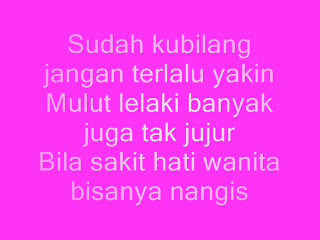 Sudah kubilang
jangan terlalu yakin
Mulut lelaki banyak
juga tak jujur
Bila sakit hati wanita
bisanya nangis